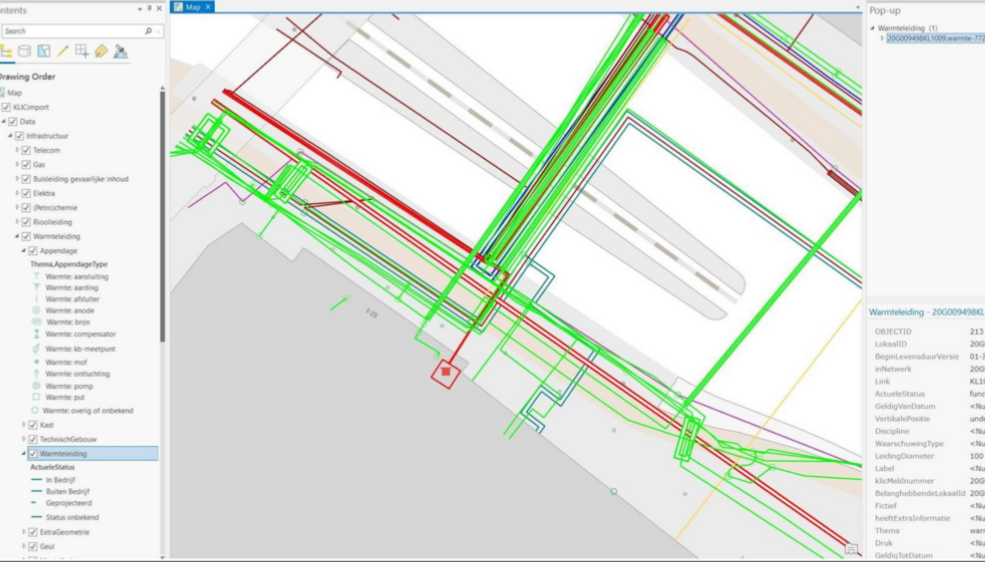 ntents
Search
Drawing Order
Map
KLICimport
Data
Infrastructuur
Telecom
Gas
Buisleiding gevaarlijke inhoud
Elektra
(Petro)chemie
Rioolleiding
Warmteleiding
Appendage
Thema,AppendageType
Warmte: aansluiting
Warmte: aarding
Warmte: afsluiter
Warmte: anode
Warmte: bron
Warmte: compensator
Warmte: kb-meetpunt
Warmte: mof
Warmte: ontluchting
Warmte: pomp
Warmte: put
Warmte: overig of onbekend
Kast
TechnischGebouw
Warmteleiding
ActueleStatus
In Bedrijf
Buiten Bedrijf
Geprojecteerd
Status onbekend
ExtraGeometrie
Geul
Map
1-25
Pop-up
Warmteleiding (1)
20G009498KL1009.warmte-772
Warmteleiding - 20G009498KL
OBJECTID 213
LokaalID 20G
BeginLevensduurVersie 01-J
inNetwerk 20G
Link KL10
ActueleStatus func
GeldigVanDatum <Nu
VertikalePositie unde
Discipline <Nu
WaarschuwingType <Nu
LeidingDiameter 100
Label <Nu
klicMeldnummer 20G
BelanghebbendeLokaalId 20G
Fictief <Nu
heeftExtraInformatie <Nu
Thema warm
Druk <Nu
GeldigTotDatum <Nu